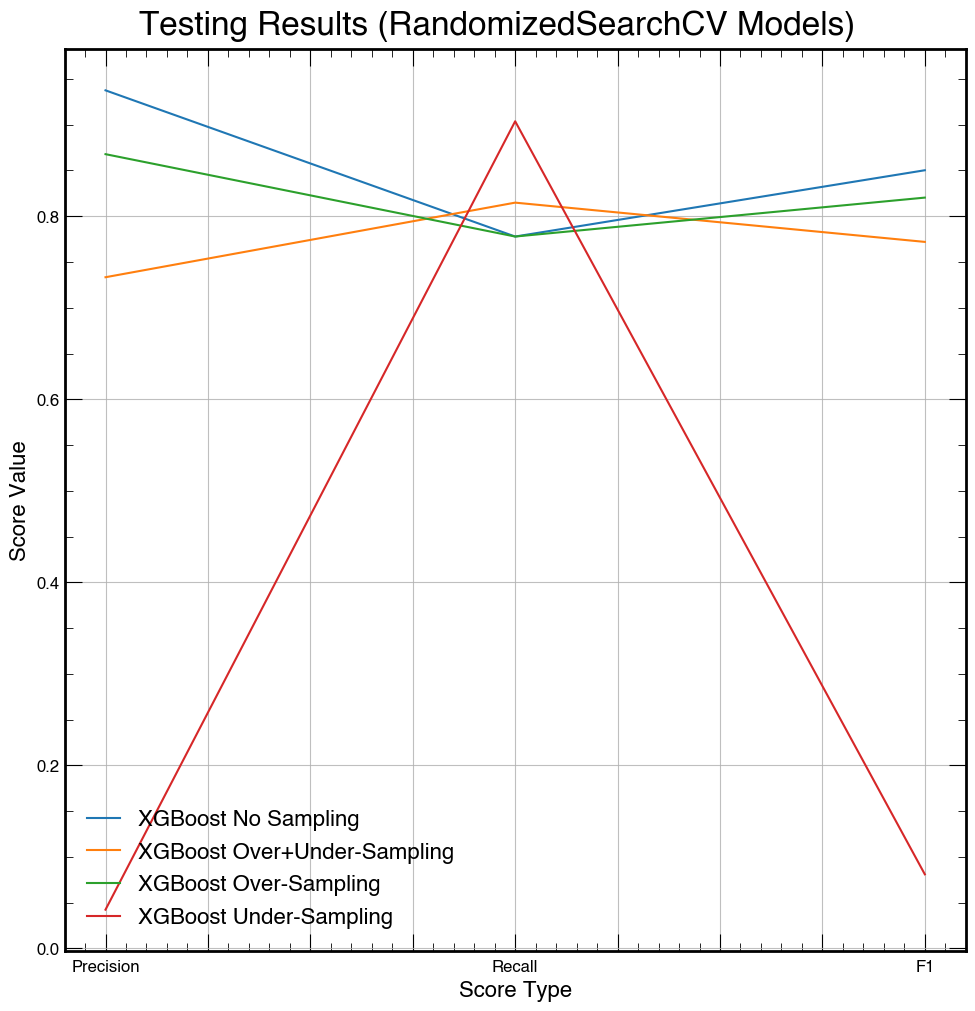 Testing Results (RandomizedSearchCV Models)
Score Value
0.8
0.6
0.4
0.2
0.0
XGBoost No Sampling
XGBoost Over+Under-Sampling
XGBoost Over-Sampling
XGBoost Under-Sampling
Precision Recall F1
Score Type